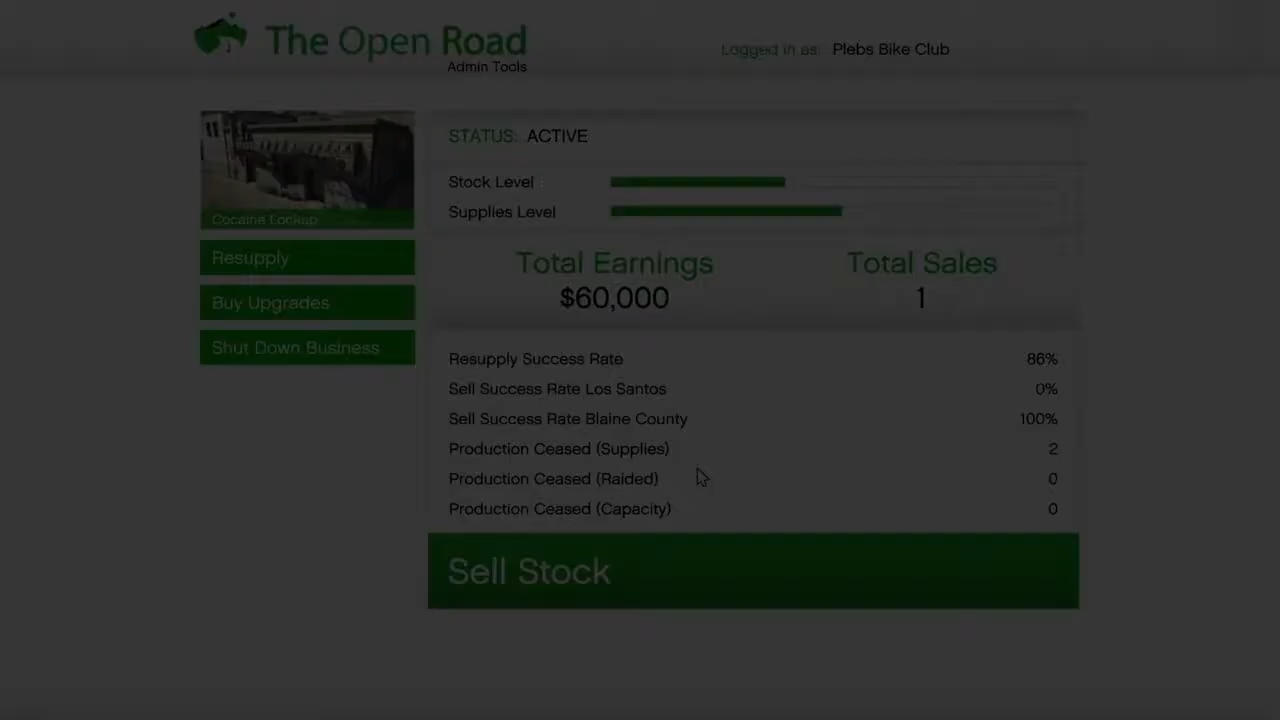 The Open Road
Admin Tools
Logged in as: Plebs Bike Club
Cocaine Lockup
Resupply
Buy Upgrades
Shut Down Business
STATUS: ACTIVE
Stock Level
Supplies Level
Total Earnings
$60,000
Total Sales
1
Resupply Success Rate 86%
Sell Success Rate Los Santos 0%
Sell Success Rate Blaine County 100%
Production Ceased (Supplies) 2
Production Ceased (Raided) 0
Production Ceased (Capacity) 0
Sell Stock